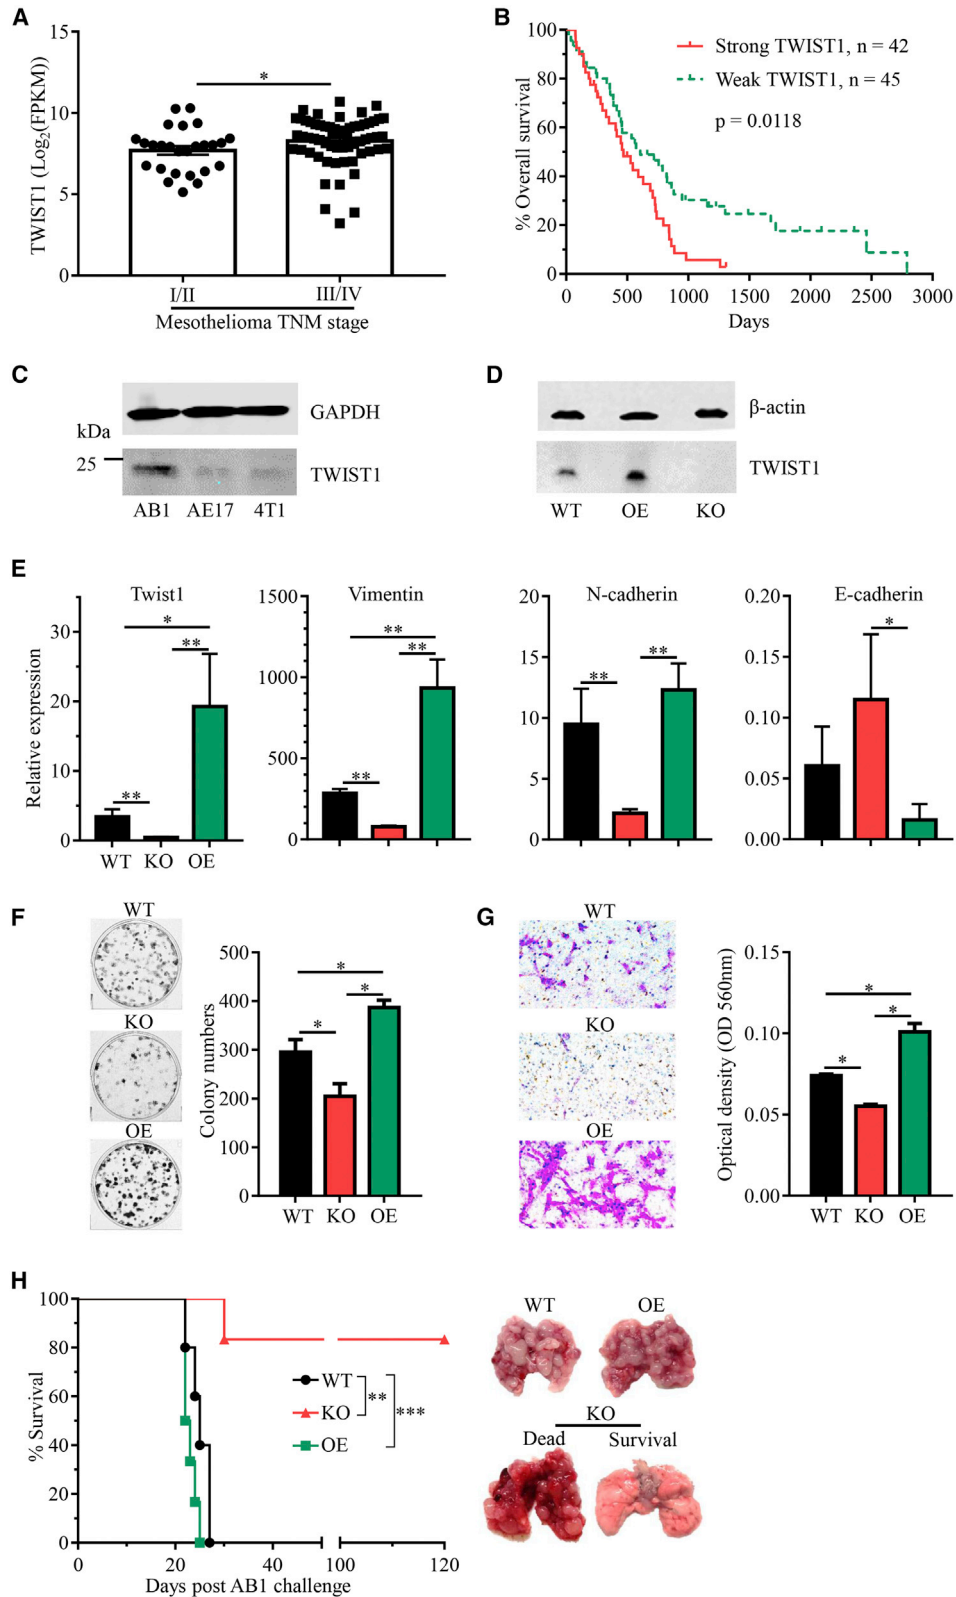 A
TWIST1 (Log2(FPKM))
15
10
5
0
*
I/II
III/IV
Mesothelioma TNM stage
B
% Overall survival
100
80
60
40
20
0
Strong TWIST1, n = 42
Weak TWIST1, n = 45
p = 0.0118
0 500 1000 1500 2000 2500 3000
Days
C
GAPDH
kDa
25
TWIST1
AB1 AE17 4T1
D
β-actin
TWIST1
WT OE KO
E
Relative expression
Twist1
30
20
10
0
*
**
**
WT KO OE
Vimentin
1500
1000
500
0
**
**
**
N-cadherin
20
15
10
5
0
**
**
E-cadherin
0.20
0.15
0.10
0.05
0.00
*
F
WT
KO
OE
Colony numbers
500
400
300
200
100
0
*
*
*
WT KO OE
G
WT
KO
OE
Optical density (OD 560nm)
0.15
0.10
0.05
0.00
*
*
*
WT KO OE
H
% Survival
100
80
60
40
20
0
WT
KO
OE
**
***
0 20 40 100 120
Days post AB1 challenge
WT OE
KO
Dead Survival